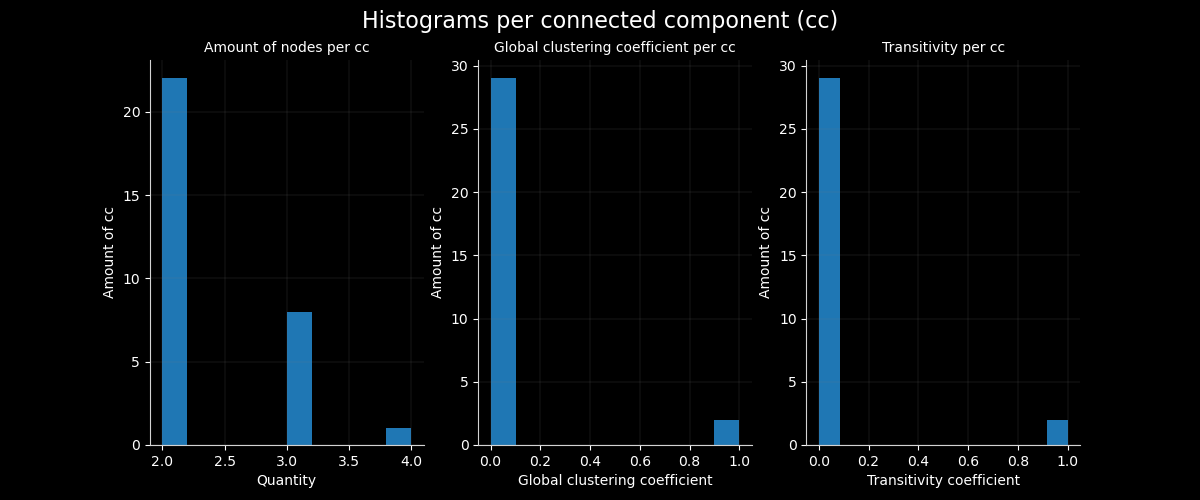 Histograms per connected component (cc)
Amount of nodes per cc
Amount of cc
20
15
10
5
0
2.0 2.5 3.0 3.5 4.0
Quantity
Global clustering coefficient per cc
Amount of cc
30
25
20
15
10
5
0
0.0 0.2 0.4 0.6 0.8 1.0
Global clustering coefficient
Transitivity per cc
Amount of cc
30
25
20
15
10
5
0
0.0 0.2 0.4 0.6 0.8 1.0
Transitivity coefficient